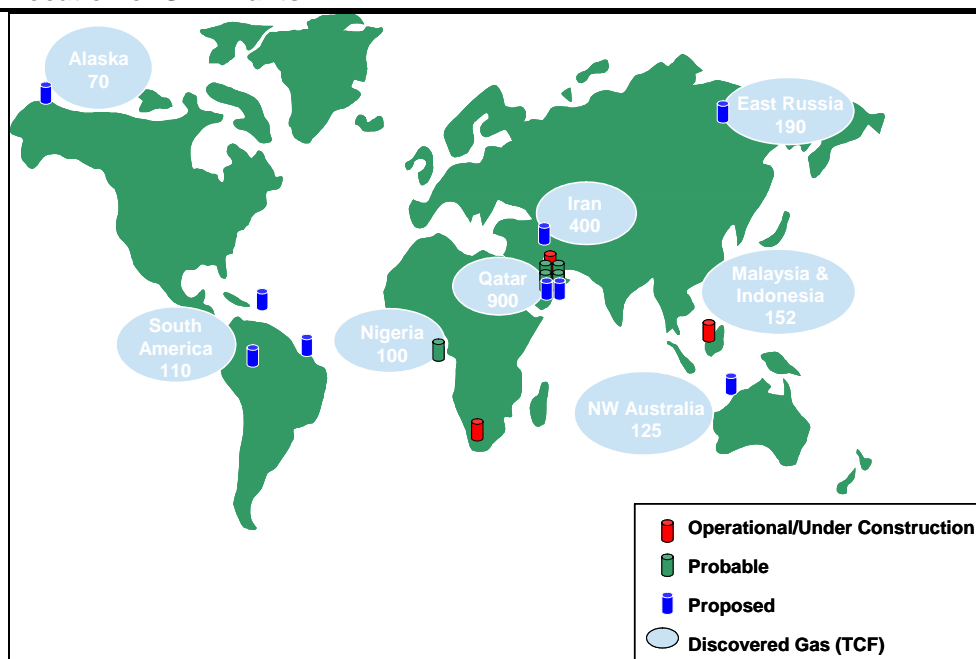 Alaska
70
East Russia
190
Iran
400
Qatar
900
Malaysia &
Indonesia
152
South
America
110
Nigeria
100
NW Australia
125
Operational/Under Construction
Probable
Proposed
Discovered Gas (TCF)